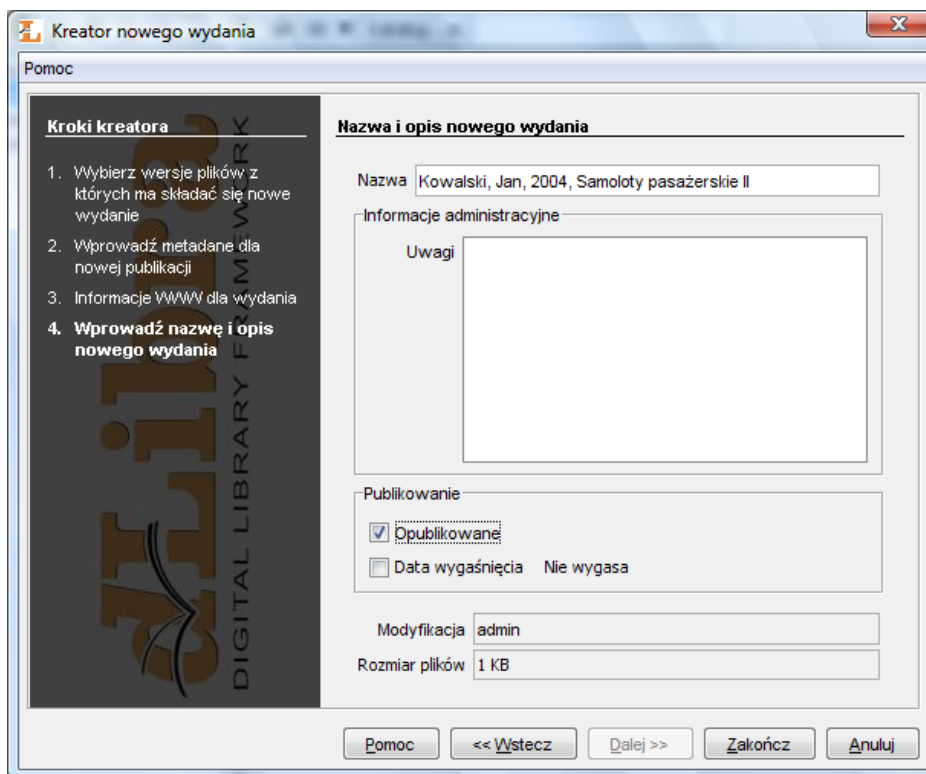 Kreator nowego wydania
Pomoc
Kroki kreatora
1. Wybierz wersje plików z
których ma składać się nowe
wydanie
2. Wprowadź metadane dla
nowej publikacji
3. Informacje WWW dla wydania
4. Wprowadź nazwę i opis
nowego wydania
dLibra
DIGITAL LIBRARY FRAMEWORK
Nazwa i opis nowego wydania
Nazwa Kowalski, Jan, 2004, Samoloty pasażerskie II
Informacje administracyjne
Uwagi
Publikowanie
Opublikowane
Data wygaśnięcia Nie wygasa
Modyfikacja admin
Rozmiar plików 1 KB
Pomoc << Wstecz Dalej >> Zakończ Anuluj